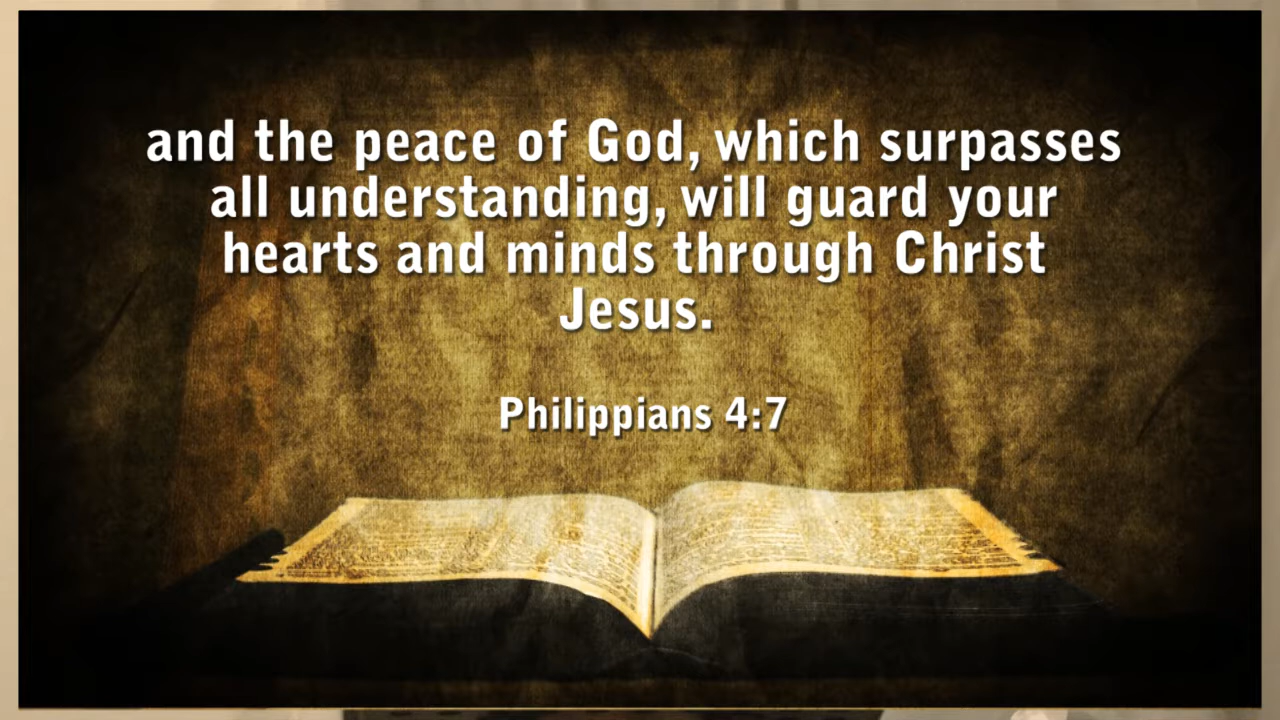 and the peace of God, which surpasses
all understanding, will guard your
hearts and minds through Christ
Jesus.
Philippians 4:7